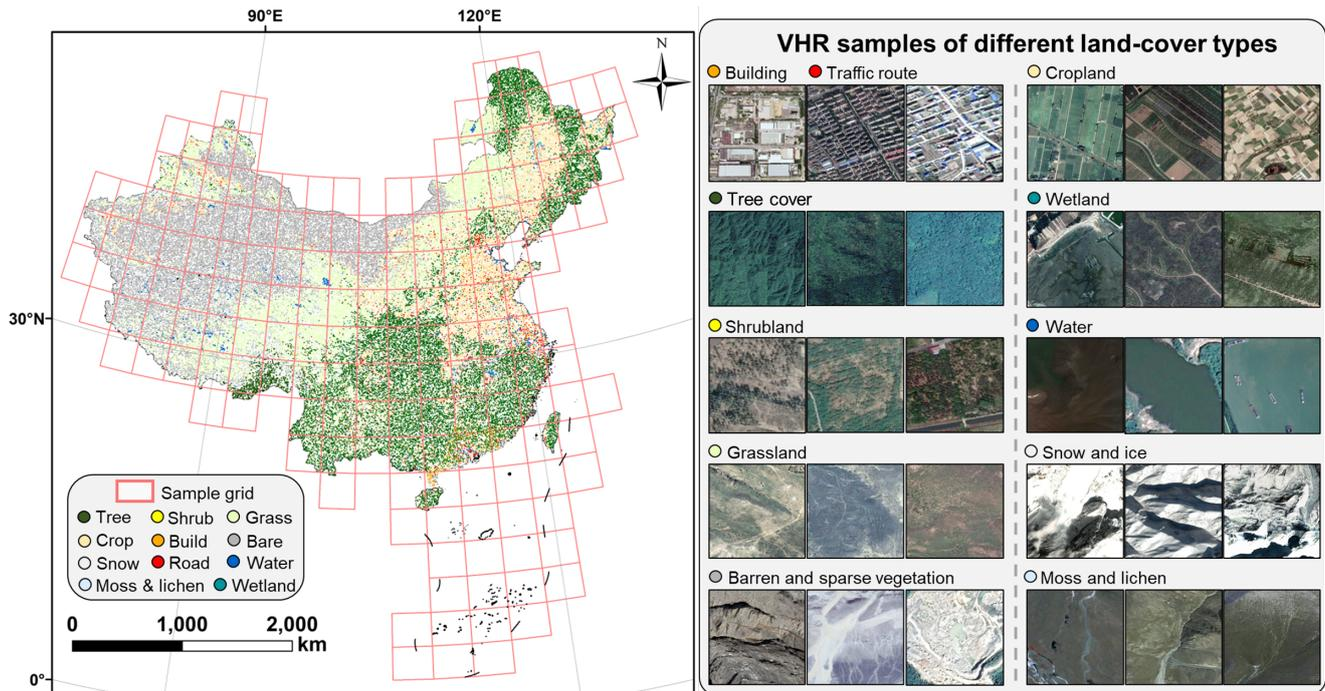 90°E 120°E
N
30°N
0°
Sample grid
Tree Shrub Grass
Crop Build Bare
Snow Road Water
Moss & lichen Wetland
0 1,000 2,000
km
VHR samples of different land-cover types
Building Traffic route Cropland
Tree cover Wetland
Shrubland Water
Grassland Snow and ice
Barren and sparse vegetation Moss and lichen